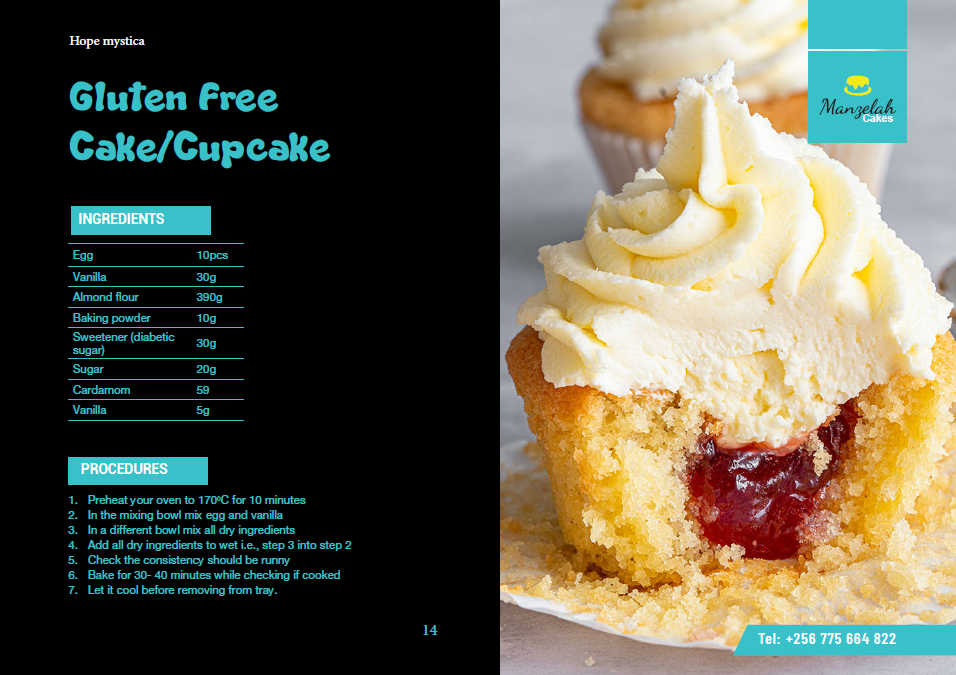 Hope mystica
Gluten Free
Cake/Cupcake
INGREDIENTS
Egg 10pcs
Vanilla 30g
Almond flour 390g
Baking powder 10g
Sweetener (diabetic
sugar) 30g
Sugar 20g
Cardamom 59
Vanilla 5g
PROCEDURES
1. Preheat your oven to 170⁰C for 10 minutes
2. In the mixing bowl mix egg and vanilla
3. In a different bowl mix all dry ingredients
4. Add all dry ingredients to wet i.e., step 3 into step 2
5. Check the consistency should be runny
6. Bake for 30- 40 minutes while checking if cooked
7. Let it cool before removing from tray.
14
Manzelah
Cakes
Tel: +256 775 664 822